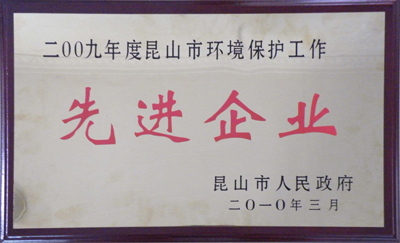 二00九年度昆山市环境保护工作
先进企业
昆山市人民政府
二０一０年三月